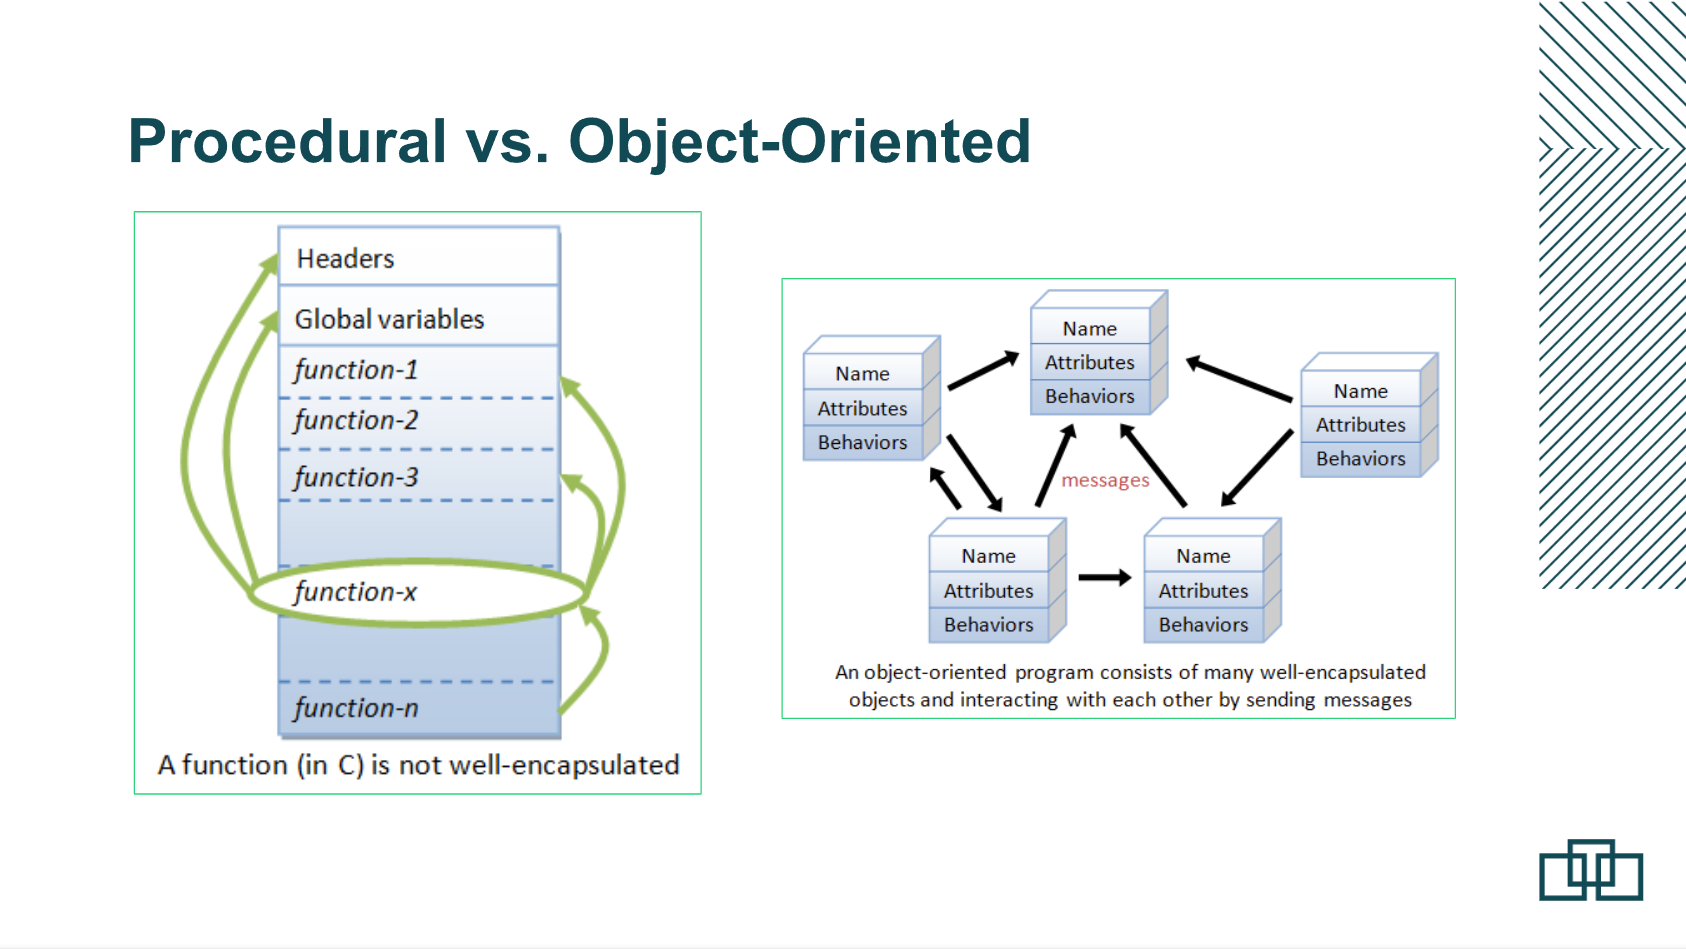 Procedural vs. Object-Oriented
Headers
Global variables
function-1
function-2
function-3
function-x
function-n
A function (in C) is not well-encapsulated
Name
Attributes
Behaviors
Name
Attributes
Behaviors
Name
Attributes
Behaviors
messages
Name
Attributes
Behaviors
Name
Attributes
Behaviors
An object-oriented program consists of many well-encapsulated
objects and interacting with each other by sending messages